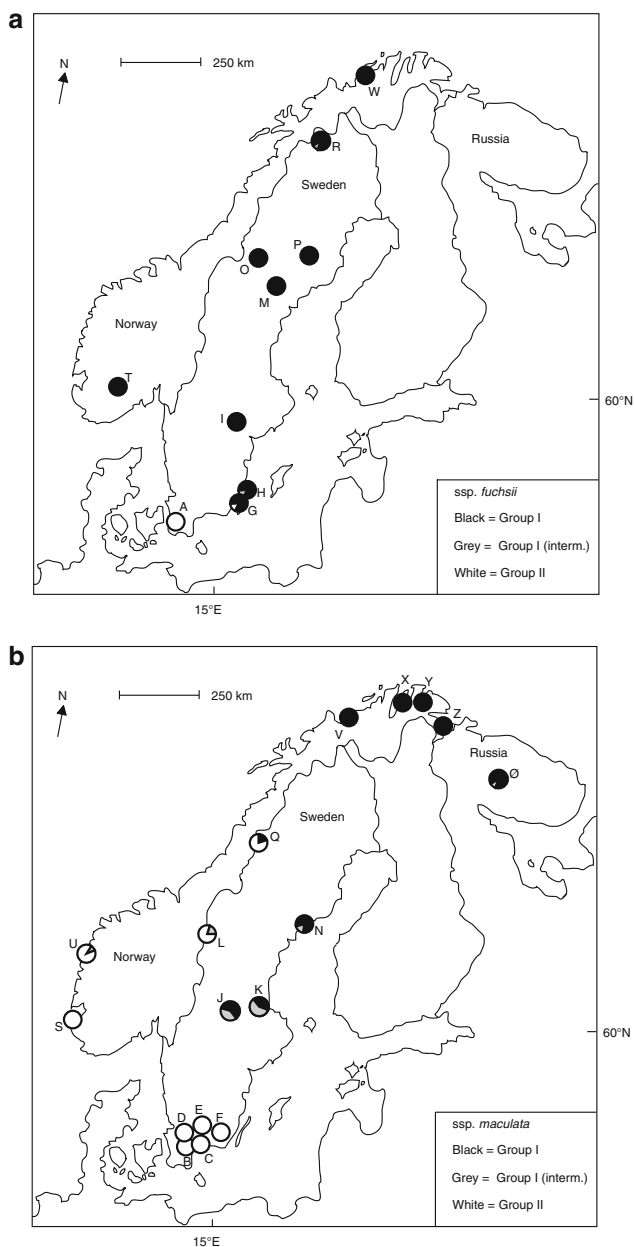 a
N
250 km
W
Russia
R
Sweden
P
O
M
Norway
T
60°N
I
H
G
A
ssp. fuchsii
Black = Group I
Grey = Group I (interm.)
White = Group II
15°E
b
N
250 km
X Y
V
Z
Russia
Ø
Sweden
Q
N
L
U
Norway
K
J
S
60°N
E
D F
B C
ssp. maculata
Black = Group I
Grey = Group I (interm.)
White = Group II
15°E